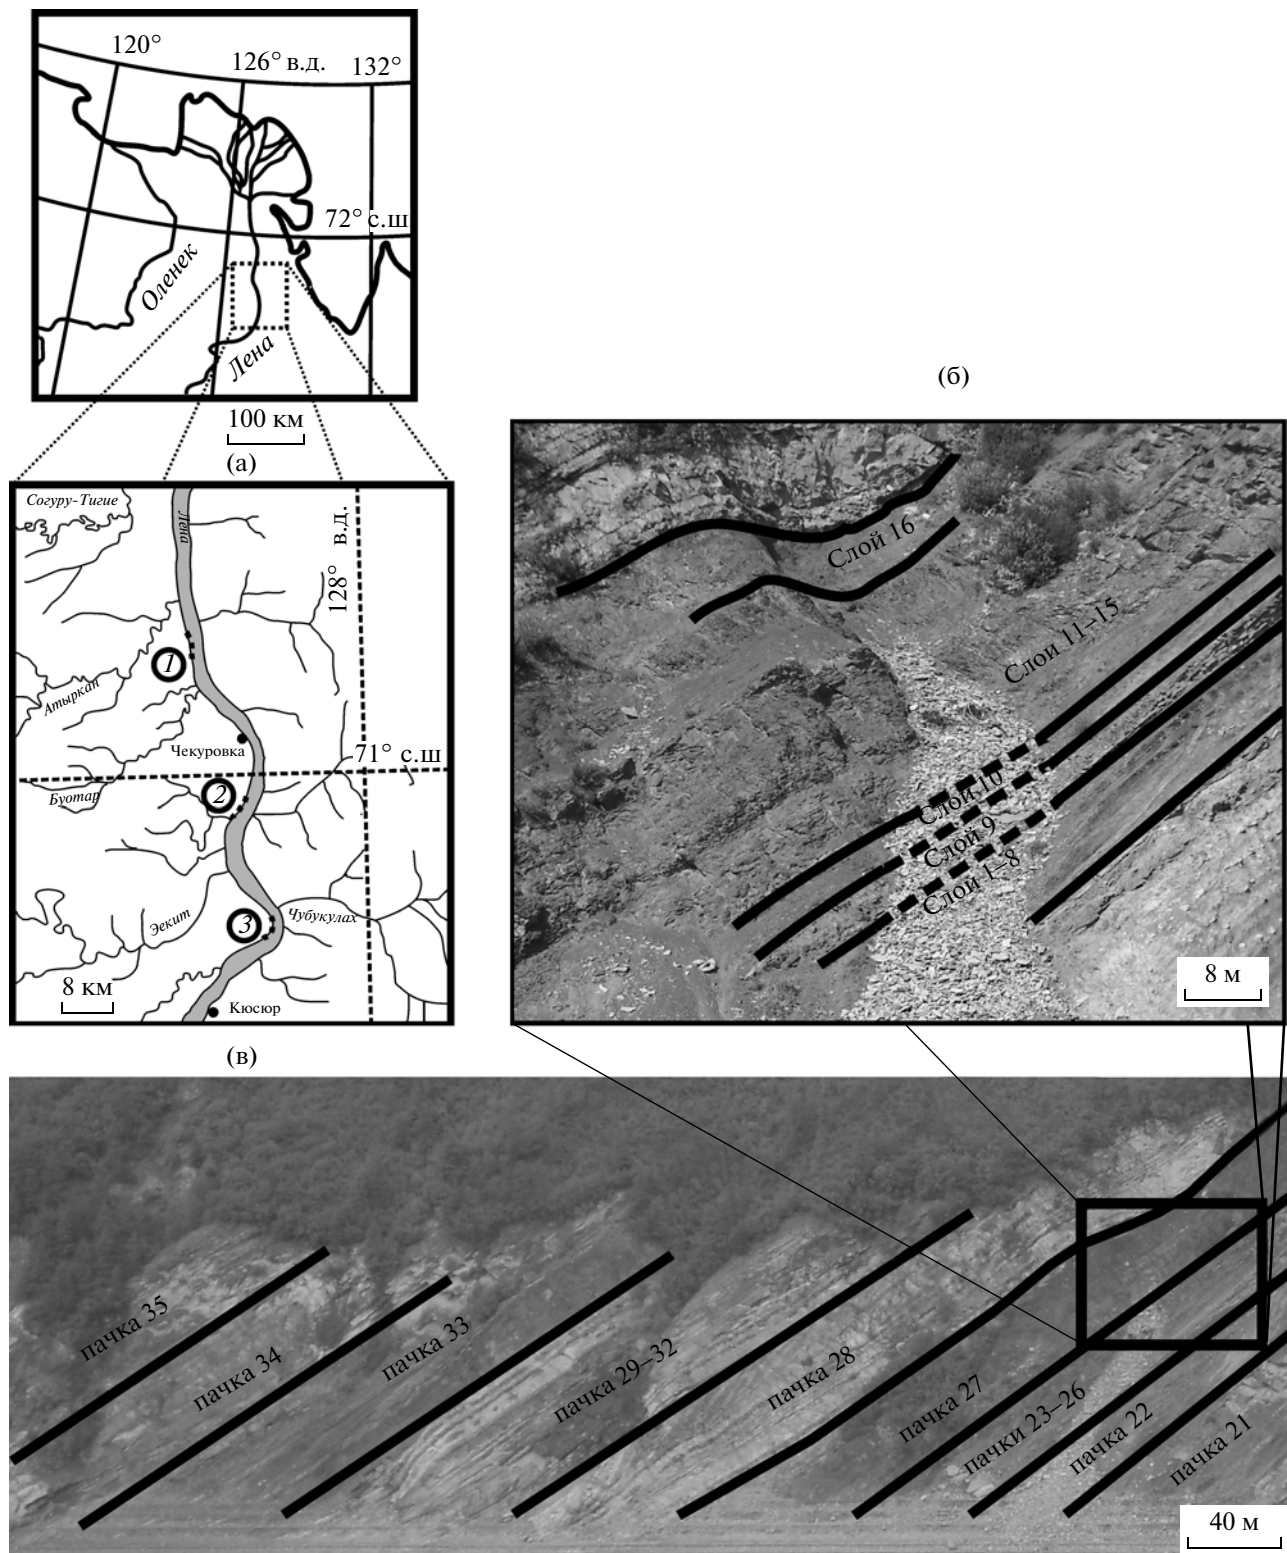 120°
126° в.д.
132°
72° с.ш
Оленек
Лена
100 км
(а)
(б)
Согуру-Тигие
Лена
128° в.д.
1
Атыркан
Чекуровка
71° с.ш
Буотар
2
Эекит
3
Чубукулах
8 км
Кюсюр
(в)
Слой 16
Слои 11–15
Слой 10
Слой 9
Слои 1–8
8 м
пачка 35
пачка 34
пачка 33
пачка 29–32
пачка 28
пачка 27
пачки 23–26
пачка 22
пачка 21
40 м